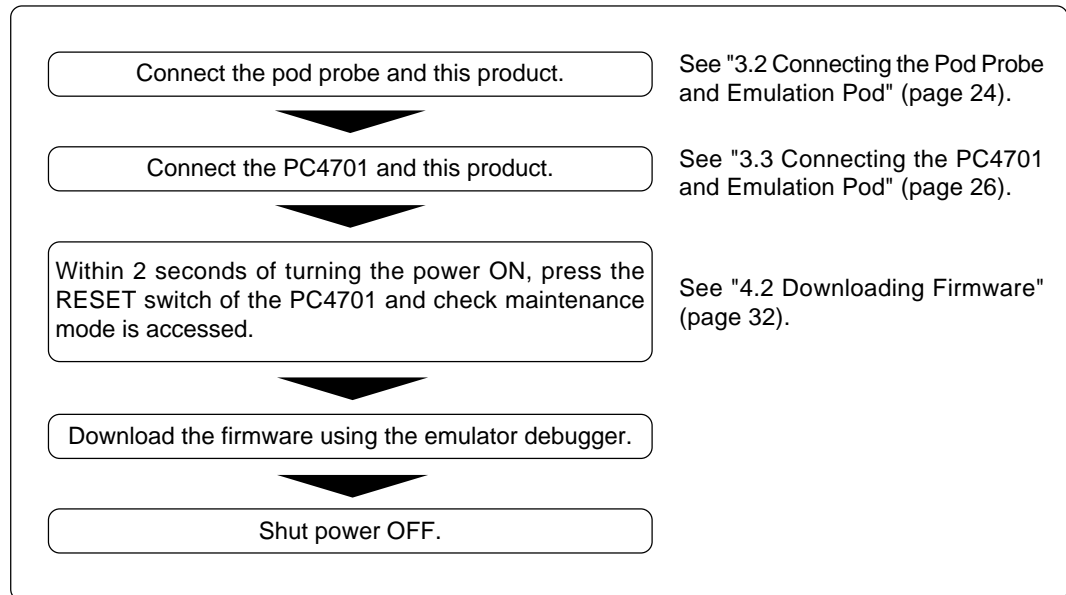 Connect the pod probe and this product.
See "3.2 Connecting the Pod Probe
and Emulation Pod" (page 24).
Connect the PC4701 and this product.
See "3.3 Connecting the PC4701
and Emulation Pod" (page 26).
Within 2 seconds of turning the power ON, press the
RESET switch of the PC4701 and check maintenance
mode is accessed.
See "4.2 Downloading Firmware"
(page 32).
Download the firmware using the emulator debugger.
Shut power OFF.